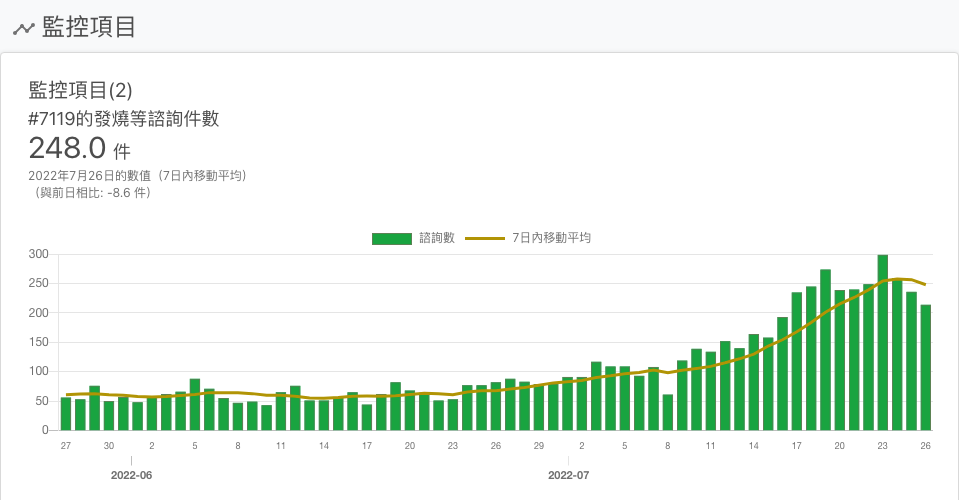 監控項目
監控項目(2)
#7119的發燒等諮詢件數
248.0 件
2022年7月26日的數值（7日內移動平均）
（與前日相比: -8.6 件）
諮詢數 7日內移動平均
300
250
200
150
100
50
0
27 30 2 5 8 11 14 17 20 23 26 29 2 5 8 11 14 17 20 23 26
2022-06 2022-07